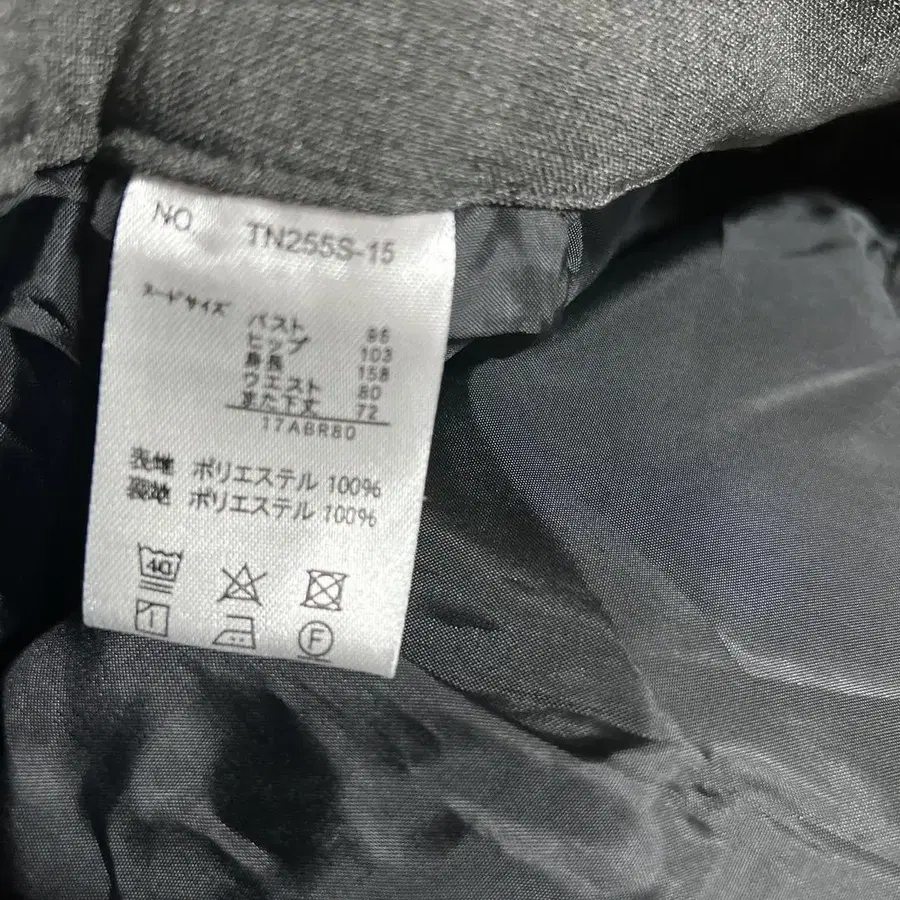 NO. TN255S-15
ヌードサイズ
バスト 96
ヒップ 103
身長 158
ウエスト 80
また下丈 72
17ABR80
表地 ポリエステル 100%
裏地 ポリエステル 100%
40
F